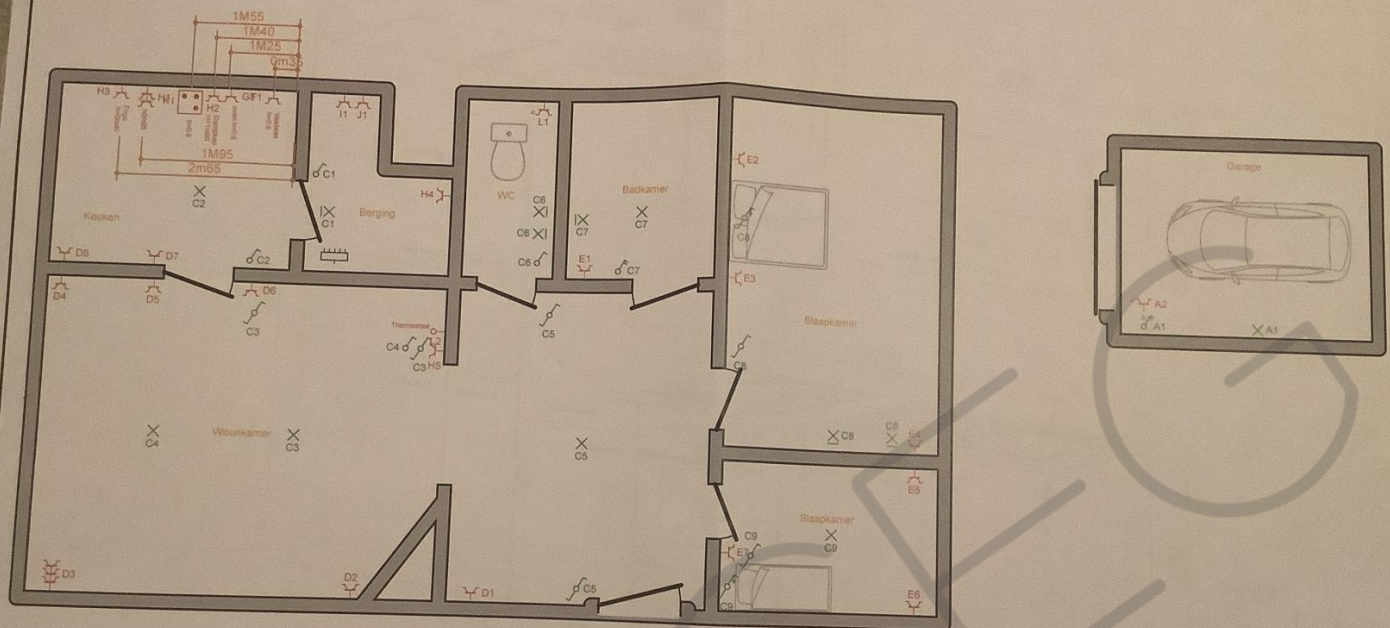 1M55
1M40
1M25
0m35
H3
H1
H2
F1
I1
J1
L1
1M95
2m65
C1
C2
C1
Keuken
Berging
H4
WC
C6
C6
C6
Badkamer
C7
C7
C7
E1
E2
C8
E3
Garage
A2
A1
A1
D8
D7
C2
D4
D5
D6
C3
Thermostaat
C4
C3
H5
C5
Slaapkamer
C8
C4
Woonkamer
C3
C5
C8
C8
E4
E5
Slaapkamer
C9
C9
E7
C9
E6
D3
D2
D1
C5
EG